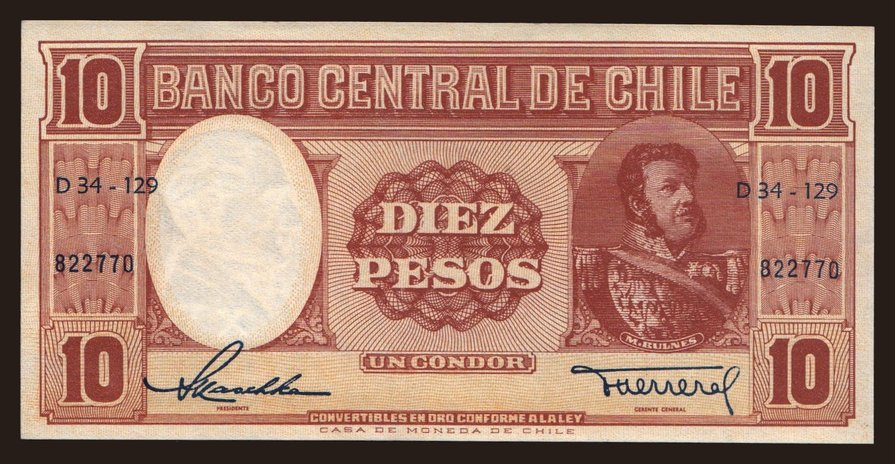 10 BANCO CENTRAL DE CHILE 10
D 34 - 129 D 34 - 129
DIEZ
PESOS
822770 822770
M. BULNES
10 UN CONDOR 10
PRESIDENTE GERENTE GENERAL
CONVERTIBLES EN ORO CONFORME A LA LEY
CASA DE MONEDA DE CHILE